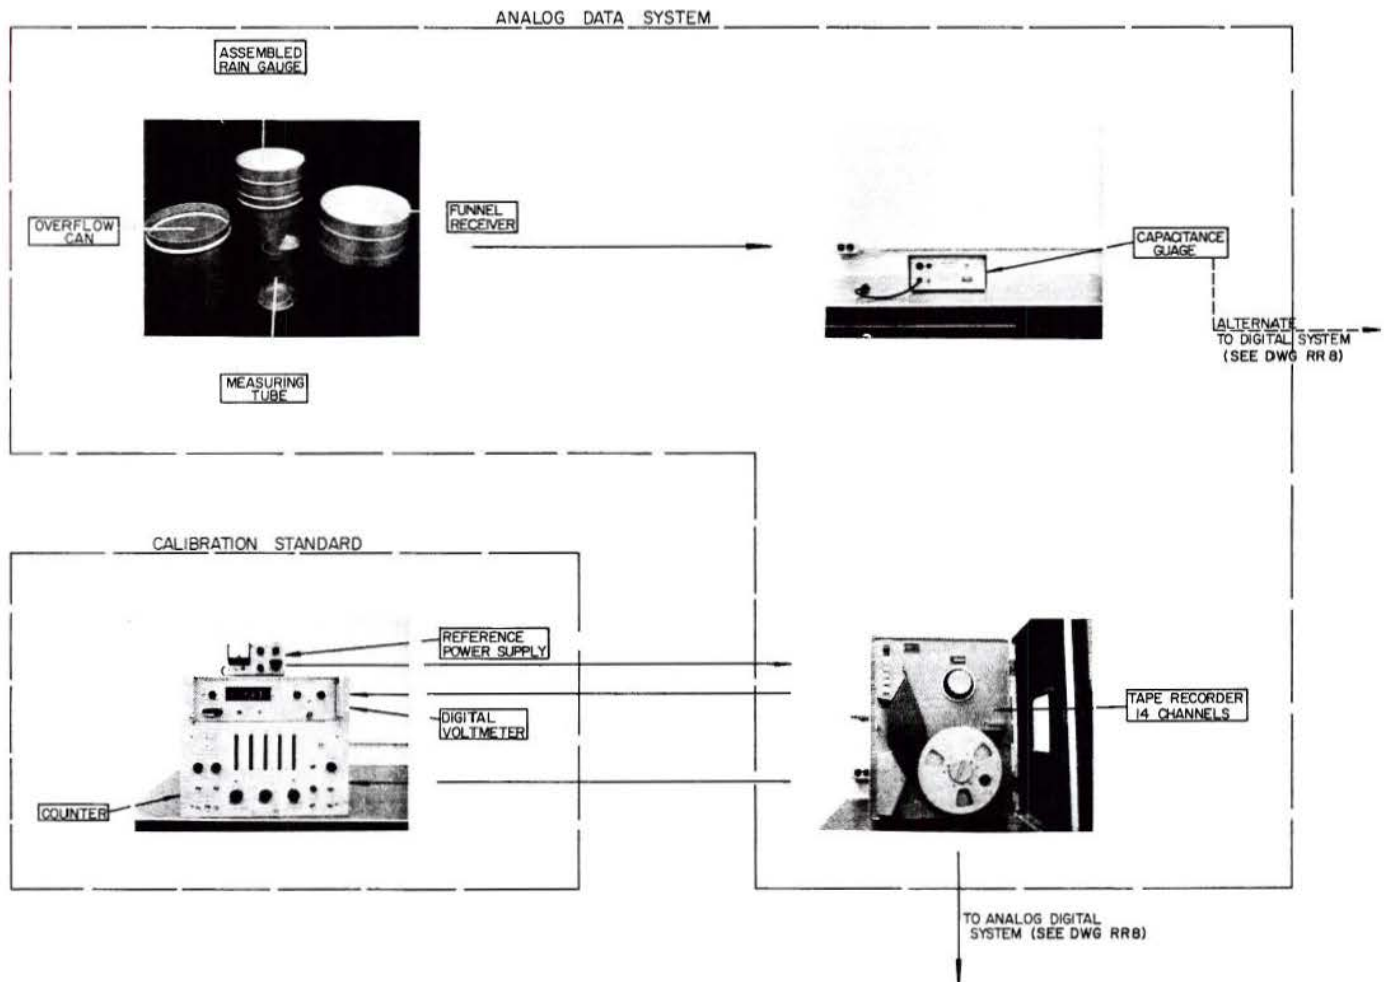 ANALOG DATA SYSTEM
ASSEMBLED
RAIN GAUGE
OVERFLOW
CAN
FUNNEL
RECEIVER
CAPACITANCE
GUAGE
ALTERNATE
TO DIGITAL SYSTEM
(SEE DWG RR8)
MEASURING
TUBE
CALIBRATION STANDARD
REFERENCE
POWER SUPPLY
DIGITAL
VOLTMETER
COUNTER
TAPE RECORDER
14 CHANNELS
TO ANALOG DIGITAL
SYSTEM (SEE DWG RR8)